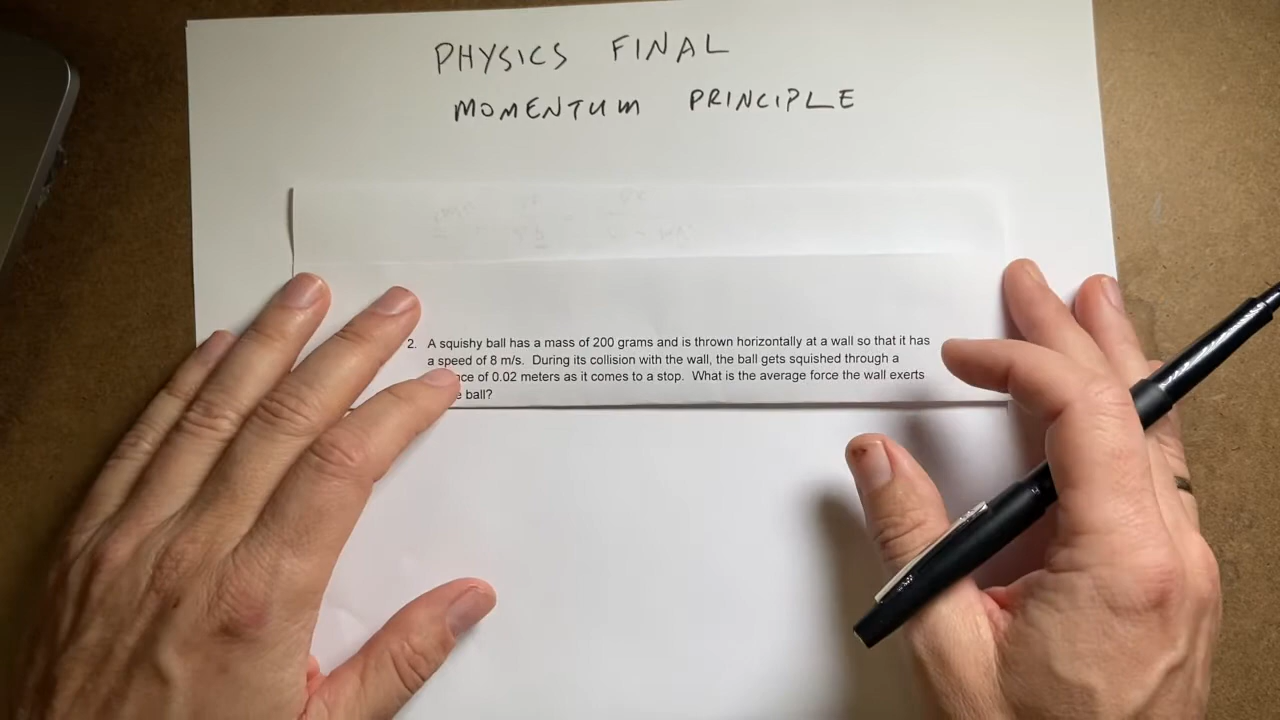 PHYSICS FINAL
MOMENTUM PRINCIPLE
2. A squishy ball has a mass of 200 grams and is thrown horizontally at a wall so that it has
a speed of 8 m/s. During its collision with the wall, the ball gets squished through a
nce of 0.02 meters as it comes to a stop. What is the average force the wall exerts
e ball?